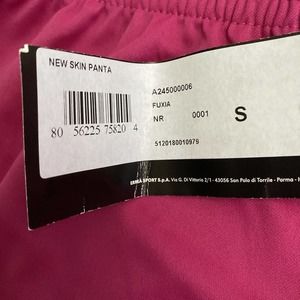 NEW SKIN PANTA
A245000006
FUXIA
NR 0001 S
80 56225 75820 4
5120180010979
ERREA SPORT S.p.A. Via G. Di Vittorio 2/1 - 43056 San Polo di Torrile - Parma -